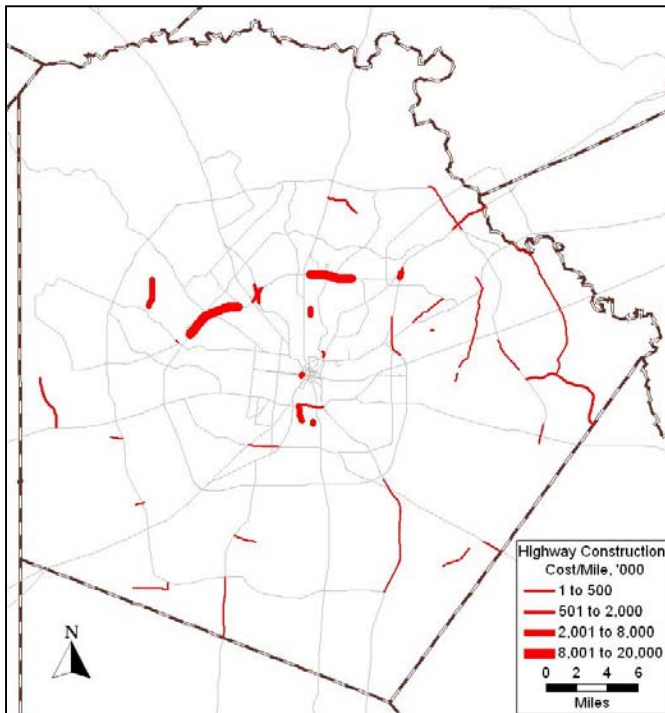 N
Highway Construction
Cost/Mile, '000
1 to 500
501 to 2,000
2,001 to 8,000
8,001 to 20,000
0 2 4 6
Miles